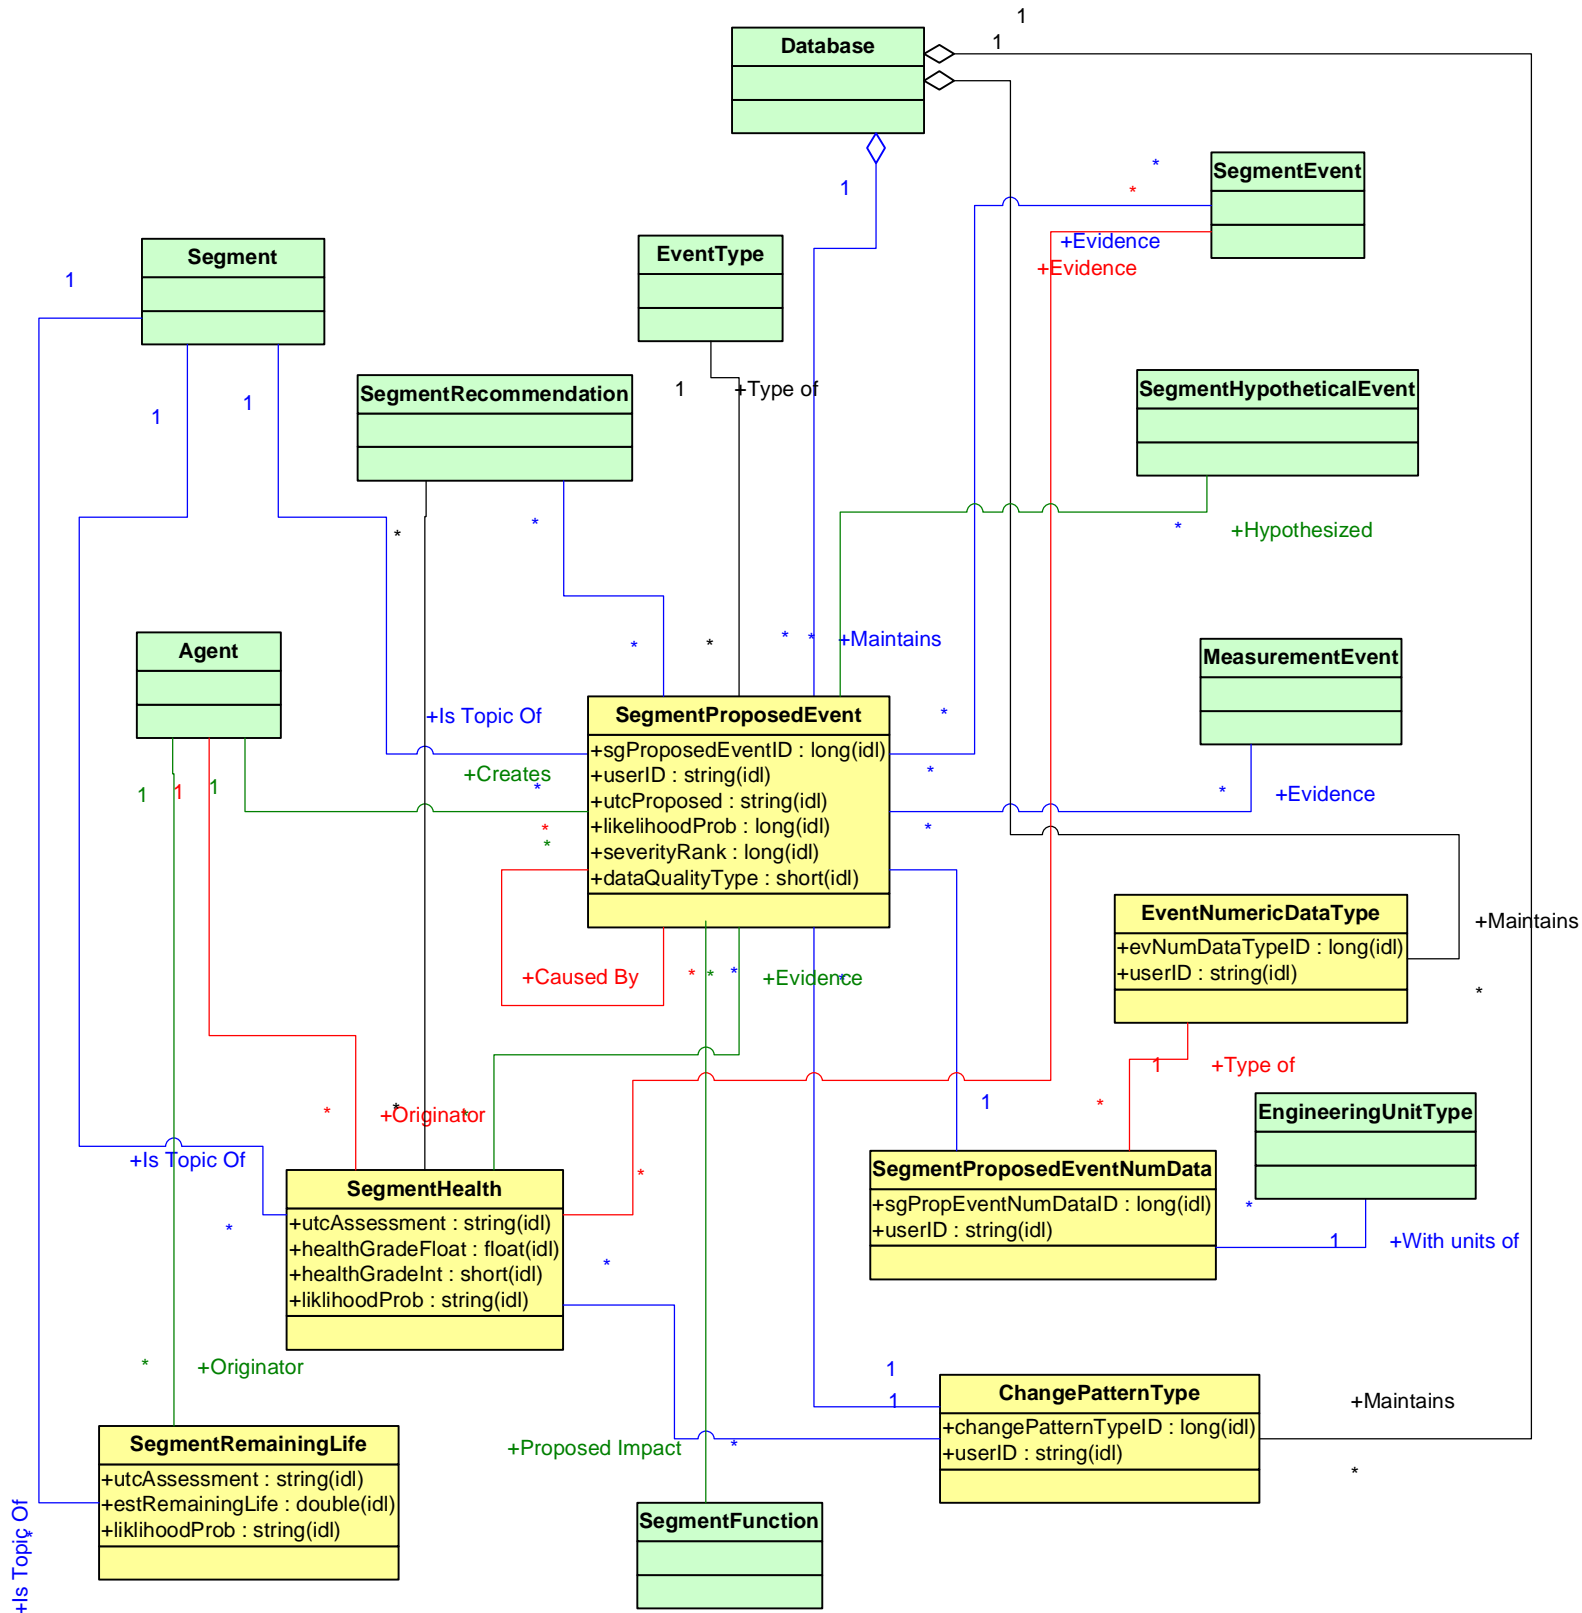 1
Database
1
*
SegmentEvent
*
1
+Evidence
EventType
Segment
+Evidence
1
SegmentRecommendation
1
+Type of
SegmentHypotheticalEvent
1
1
*
*
*
+Hypothesized
Agent
*
*
*
*
+Maintains
MeasurementEvent
+Is Topic Of
SegmentProposedEvent
*
+sgProposedEventID : long(idl)
+userID : string(idl)
+utcProposed : string(idl)
+likelihoodProb : long(idl)
+severityRank : long(idl)
+dataQualityType : short(idl)
+Creates
*
*
1
1
1
*
+Evidence
*
*
*
EventNumericDataType
+evNumDataTypeID : long(idl)
+userID : string(idl)
+Maintains
*
+Caused By
*
*
*
+Evidence
*
1
+Type of
*
+Originator
*
*
1
*
EngineeringUnitType
+Is Topic Of
SegmentHealth
+utcAssessment : string(idl)
+healthGradeFloat : float(idl)
+healthGradeInt : short(idl)
+liklihoodProb : string(idl)
*
*
*
SegmentProposedEventNumData
+sgPropEventNumDataID : long(idl)
+userID : string(idl)
*
1
+With units of
*
+Originator
1
1
ChangePatternType
+changePatternTypeID : long(idl)
+userID : string(idl)
+Maintains
*
SegmentRemainingLife
+utcAssessment : string(idl)
+estRemainingLife : double(idl)
+liklihoodProb : string(idl)
+Proposed Impact
*
SegmentFunction
+Is Topic Of
*